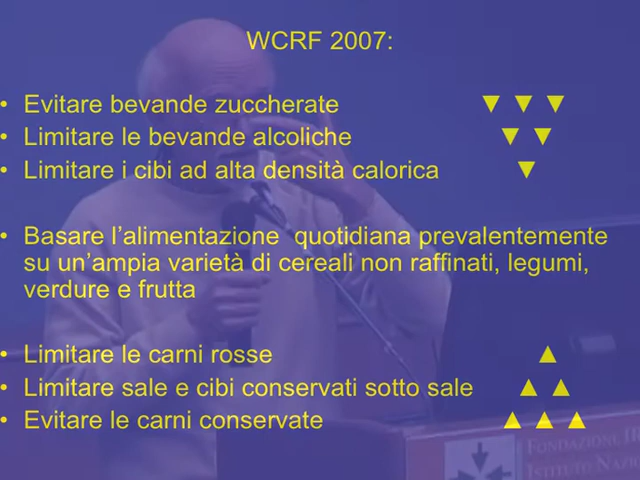 WCRF 2007:
• Evitare bevande zuccherate ▼ ▼ ▼
• Limitare le bevande alcoliche ▼ ▼
• Limitare i cibi ad alta densità calorica ▼
• Basare l'alimentazione quotidiana prevalentemente
su un'ampia varietà di cereali non raffinati, legumi,
verdure e frutta
• Limitare le carni rosse ▲
• Limitare sale e cibi conservati sotto sale ▲ ▲
• Evitare le carni conservate ▲ ▲ ▲
FONDAZIONE
ISTITUTO